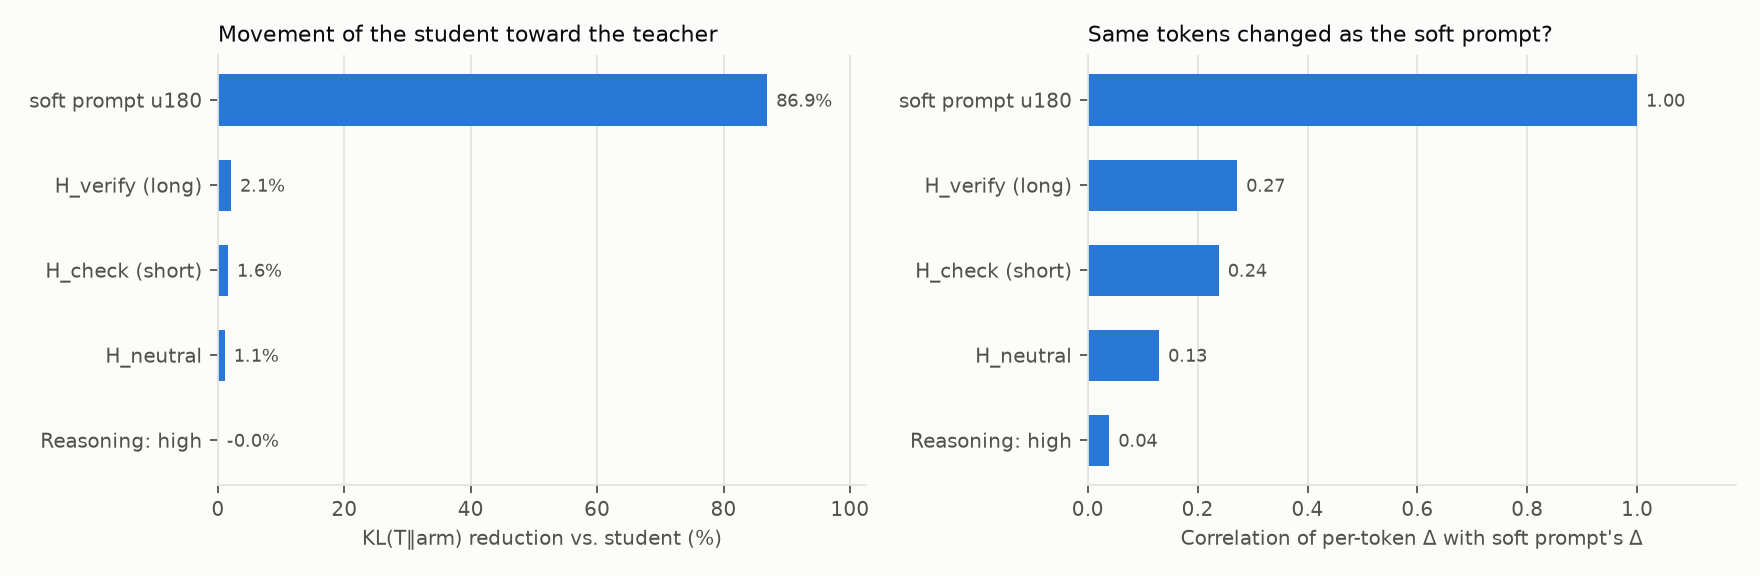 Movement of the student toward the teacher
soft prompt u180
86.9%
H_verify (long)
2.1%
H_check (short)
1.6%
H_neutral
1.1%
Reasoning: high
-0.0%
0 20 40 60 80 100
KL(T‖arm) reduction vs. student (%)
Same tokens changed as the soft prompt?
soft prompt u180
1.00
H_verify (long)
0.27
H_check (short)
0.24
H_neutral
0.13
Reasoning: high
0.04
0.0 0.2 0.4 0.6 0.8 1.0
Correlation of per-token Δ with soft prompt's Δ